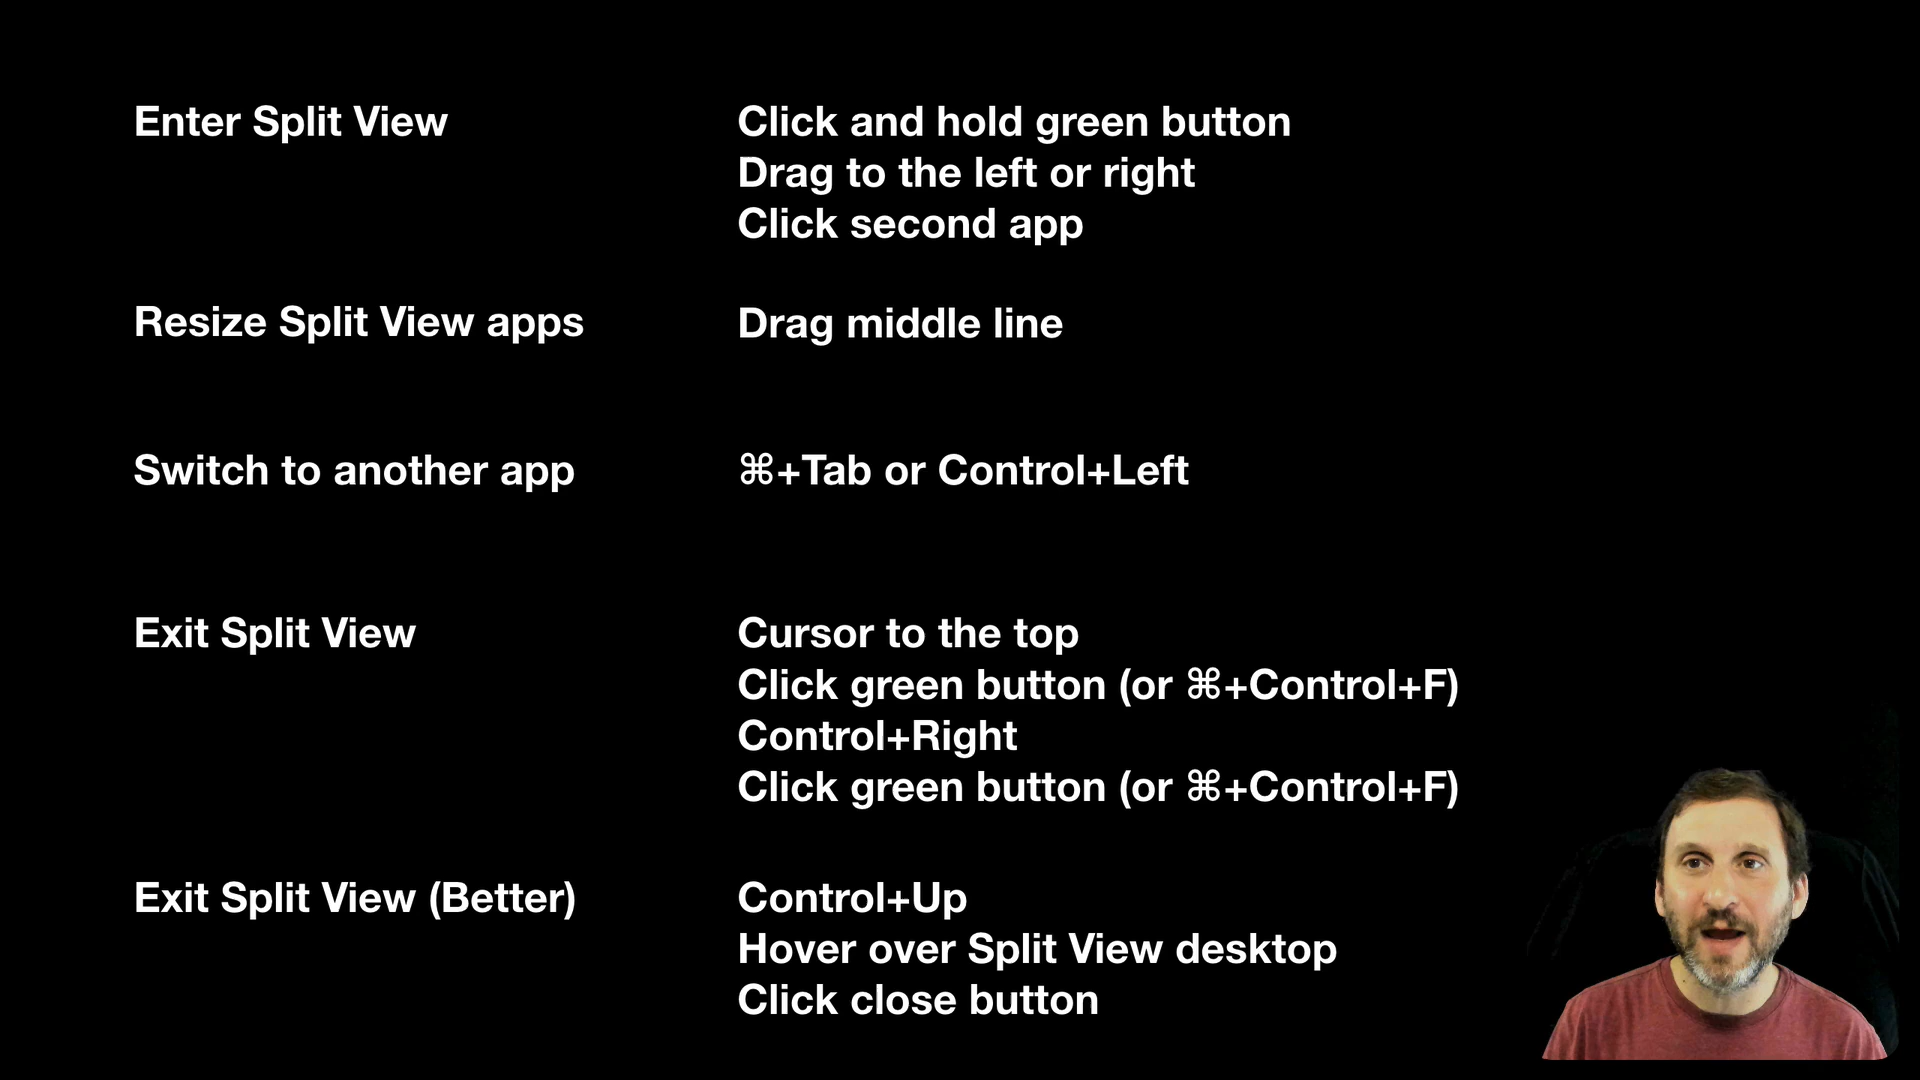 Enter Split View
Click and hold green button
Drag to the left or right
Click second app
Resize Split View apps
Drag middle line
Switch to another app
⌘+Tab or Control+Left
Exit Split View
Cursor to the top
Click green button (or ⌘+Control+F)
Control+Right
Click green button (or ⌘+Control+F)
Exit Split View (Better)
Control+Up
Hover over Split View desktop
Click close button